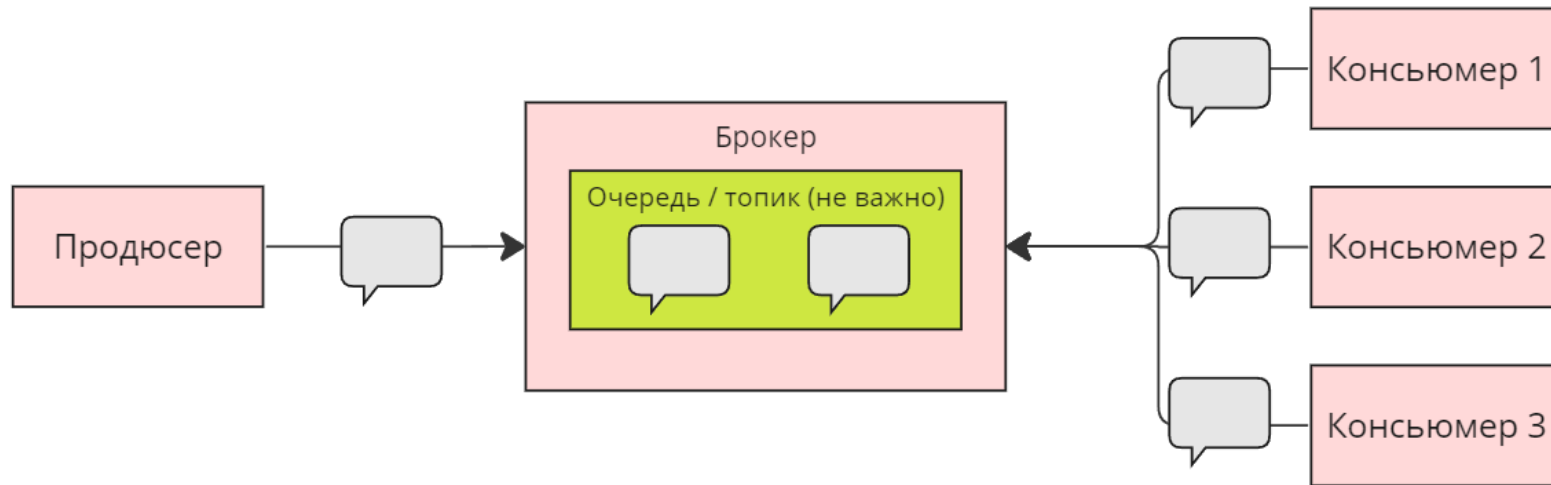 Продюсер
Брокер
Очередь / топик (не важно)
Консьюмер 1
Консьюмер 2
Консьюмер 3